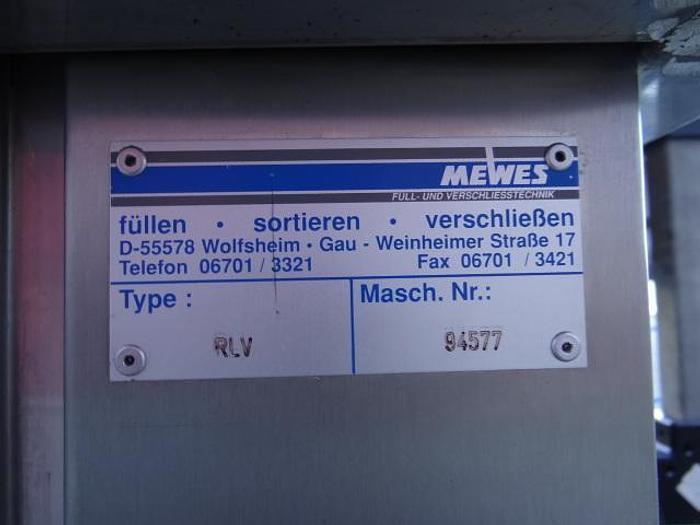 MEWES
FÜLL- UND VERSCHLIESSTECHNIK
füllen · sortieren · verschließen
D-55578 Wolfsheim · Gau - Weinheimer Straße 17
Telefon 06701 / 3321 Fax 06701 / 3421
Type : Masch. Nr.:
RLV 94577